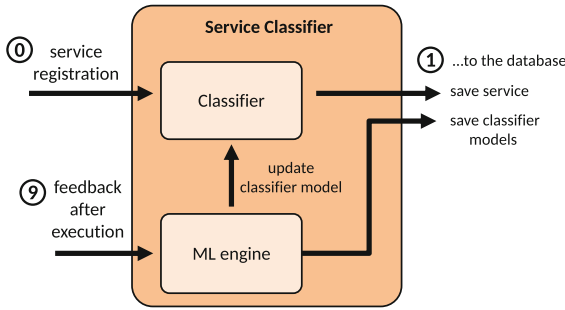 Service Classifier
0
service
registration
Classifier
1
...to the database
save service
save classifier
models
update
classifier model
9
feedback
after
execution
ML engine